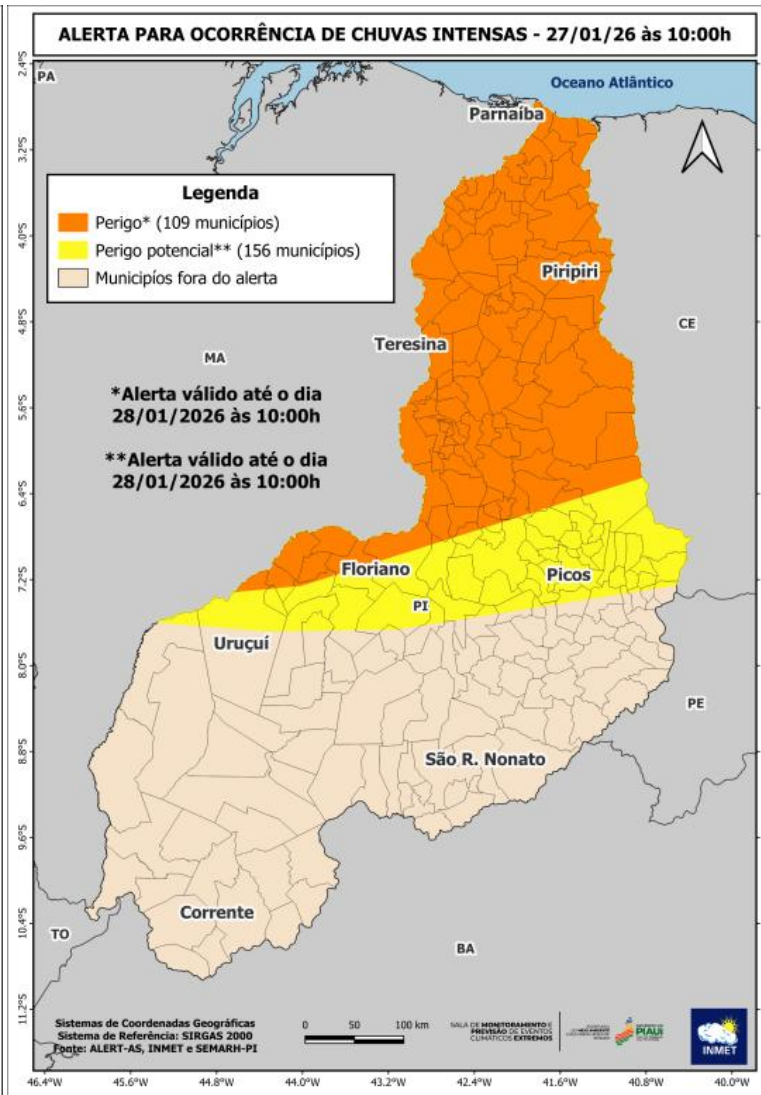 ALERTA PARA OCORRÊNCIA DE CHUVAS INTENSAS - 27/01/26 às 10:00h
2.4°S
3.2°S
4.0°S
4.8°S
5.6°S
6.4°S
7.2°S
8.0°S
8.8°S
9.6°S
10.4°S
11.2°S
PA
Oceano Atlântico
Parnaíba
Legenda
Perigo* (109 municípios)
Perigo potencial** (156 municípios)
Municipíos fora do alerta
Piripiri
Teresina
CE
MA
*Alerta válido até o dia
28/01/2026 às 10:00h
**Alerta válido até o dia
28/01/2026 às 10:00h
Floriano
Picos
PI
Uruçuí
PE
São R. Nonato
Corrente
TO
BA
Sistemas de Coordenadas Geográficas
Sistema de Referência: SIRGAS 2000
Fonte: ALERT-AS, INMET e SEMARH-PI
0 50 100 km
SALA DE MONITORAMENTO E
PREVISÃO DE EVENTOS
CLIMÁTICOS EXTREMOS
PIAUÍ
INMET
46.4°W 45.6°W 44.8°W 44.0°W 43.2°W 42.4°W 41.6°W 40.8°W 40.0°W